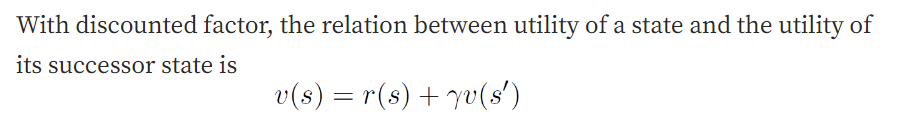 With discounted factor, the relation between utility of a state and the utility of
its successor state is
v(s) = r(s) + γv(s′)